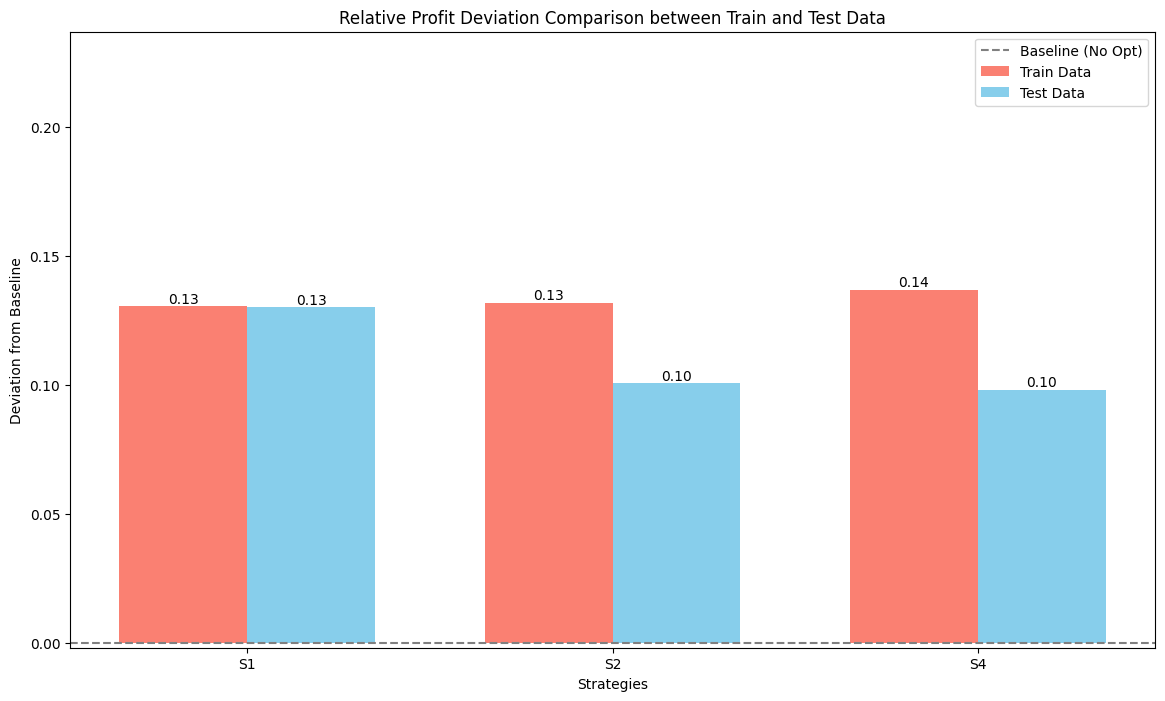 Relative Profit Deviation Comparison between Train and Test Data
Baseline (No Opt)
Train Data
Test Data
Deviation from Baseline
0.20
0.15
0.10
0.05
0.00
0.13
0.13
0.13
0.10
0.14
0.10
S1
S2
S4
Strategies